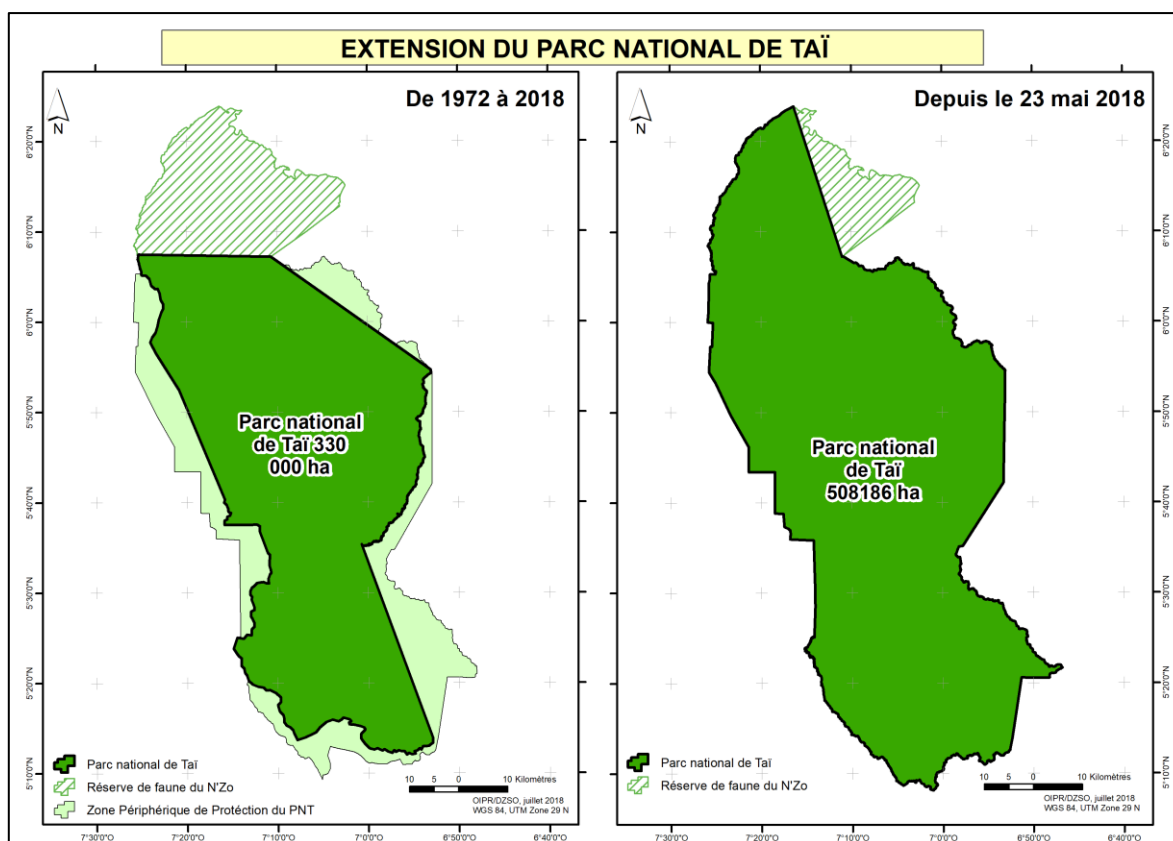 EXTENSION DU PARC NATIONAL DE TAÏ
De 1972 à 2018
N
6°20'0"N
6°10'0"N
6°0'0"N
5°50'0"N
5°40'0"N
5°30'0"N
5°20'0"N
5°10'0"N
Parc national
de Taï 330
000 ha
Parc national de Taï
Réserve de faune du N'Zo
Zone Périphérique de Protection du PNT
10 5 0 10 Kilomètres
OIPR/DZSO, juillet 2018
WGS 84, UTM Zone 29 N
7°30'0"O 7°20'0"O 7°10'0"O 7°0'0"O 6°50'0"O 6°40'0"O
Depuis le 23 mai 2018
N
Parc national
de Taï
508186 ha
Parc national de Taï
Réserve de faune du N'Zo
10 5 0 10 Kilomètres
OIPR/DZSO, juillet 2018
WGS 84, UTM Zone 29 N
7°30'0"O 7°20'0"O 7°10'0"O 7°0'0"O 6°50'0"O 6°40'0"O
6°20'0"N
6°10'0"N
6°0'0"N
5°50'0"N
5°40'0"N
5°30'0"N
5°20'0"N
5°10'0"N